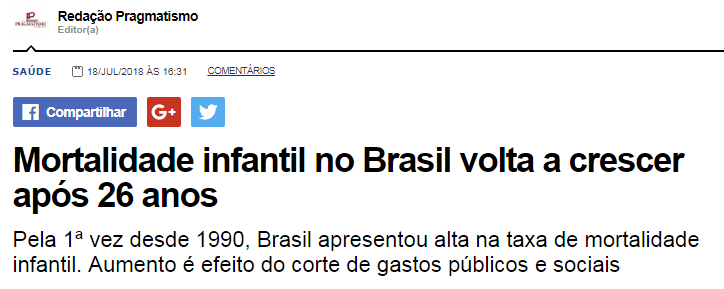 PRAGMATISMO
Redação Pragmatismo
Editor(a)
SAÚDE 18/JUL/2018 ÀS 16:31 COMENTÁRIOS
Compartilhar G+
Mortalidade infantil no Brasil volta a crescer
após 26 anos
Pela 1ª vez desde 1990, Brasil apresentou alta na taxa de mortalidade
infantil. Aumento é efeito do corte de gastos públicos e sociais